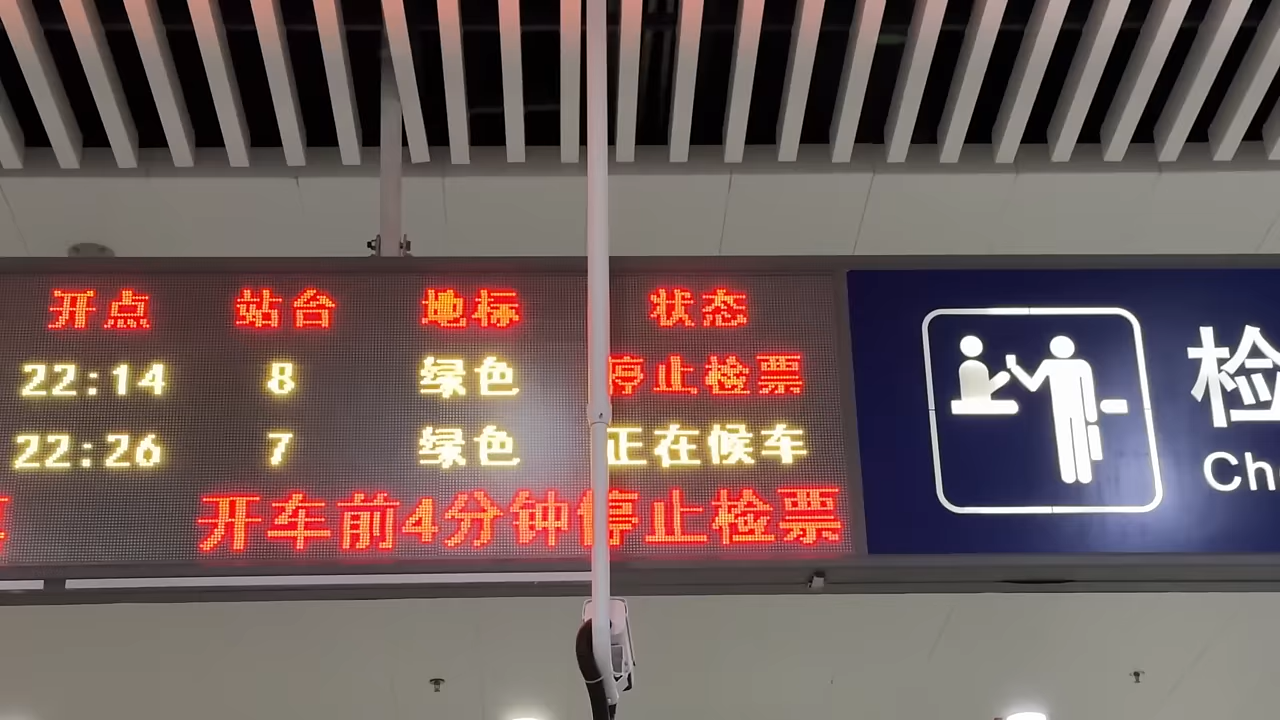 开点 站台 地标 状态
22:14 8 绿色 停止检票
22:26 7 绿色 正在候车
开车前4分钟停止检票
检
Ch